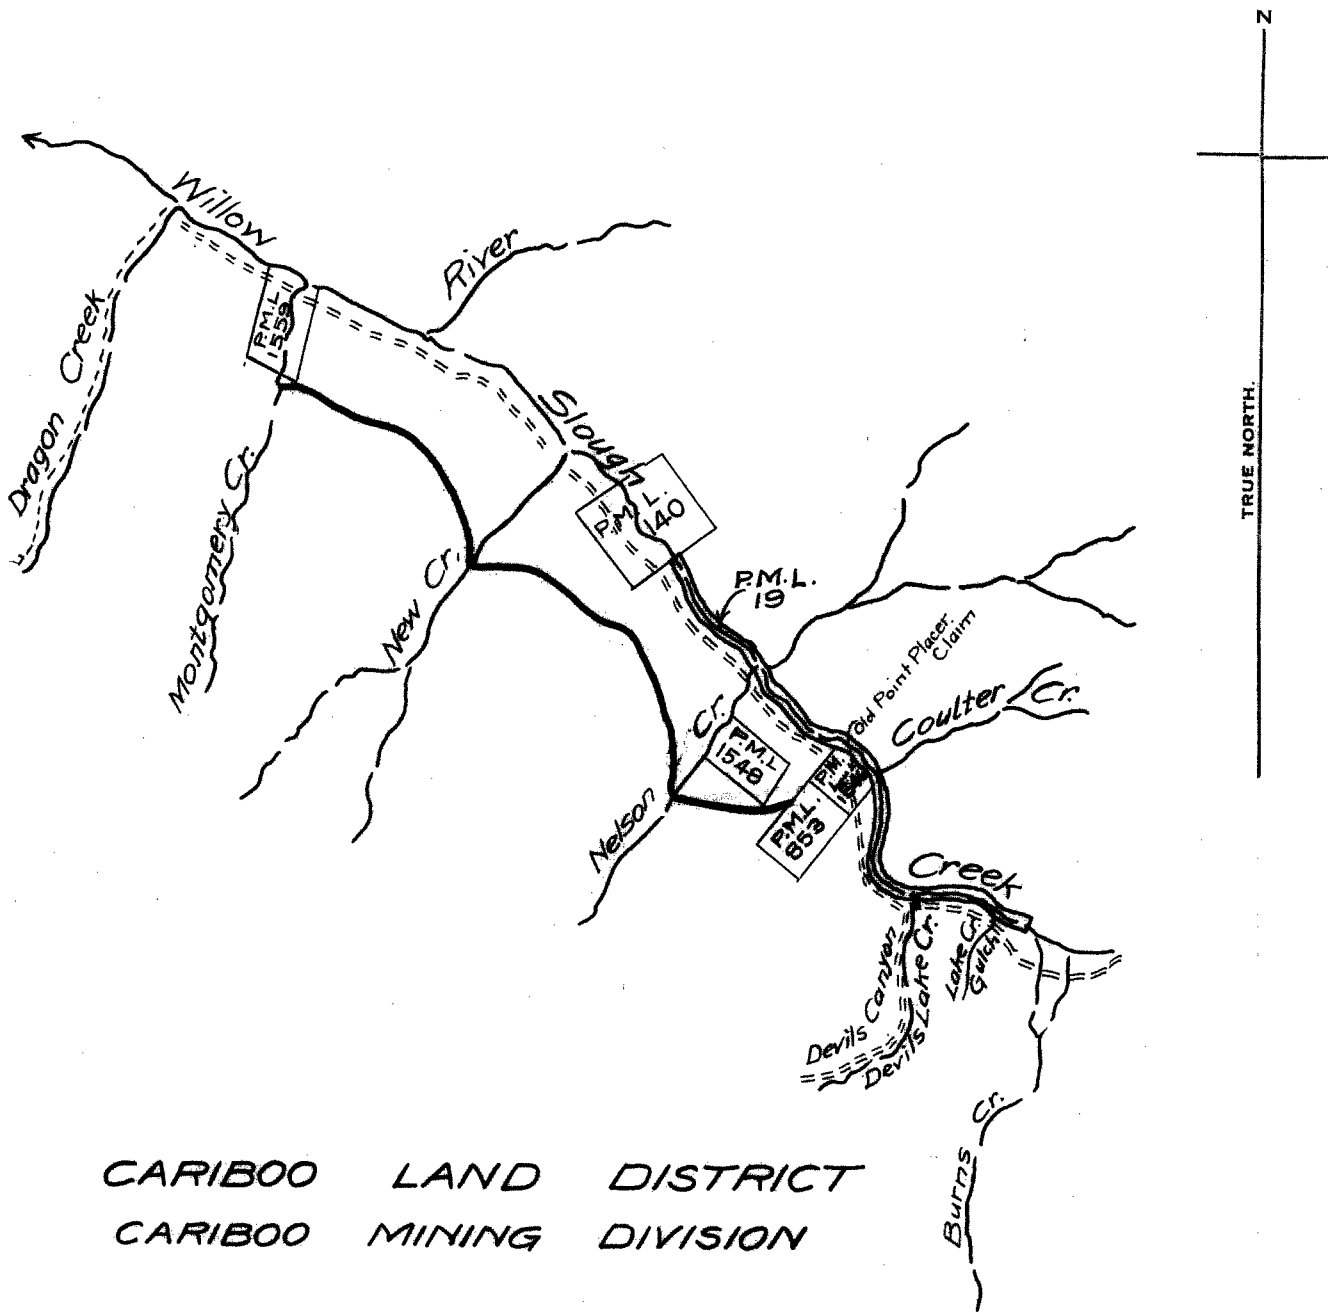 N
TRUE NORTH.
Willow
River
Dragon Creek
P.M.L
1559
Montgomery Cr.
Slough
P.M.L.
140
New Cr.
P.M.L.
19
Old Point Placer.
Claim
Coulter Cr.
Cr.
P.M.L
1548
Nelson
P.M.
P.M.L.
853
Creek
Devils Canyon
Devils Lake Cr.
Lake Cr.
Gulch
Burns Cr.
CARIBOO LAND DISTRICT
CARIBOO MINING DIVISION